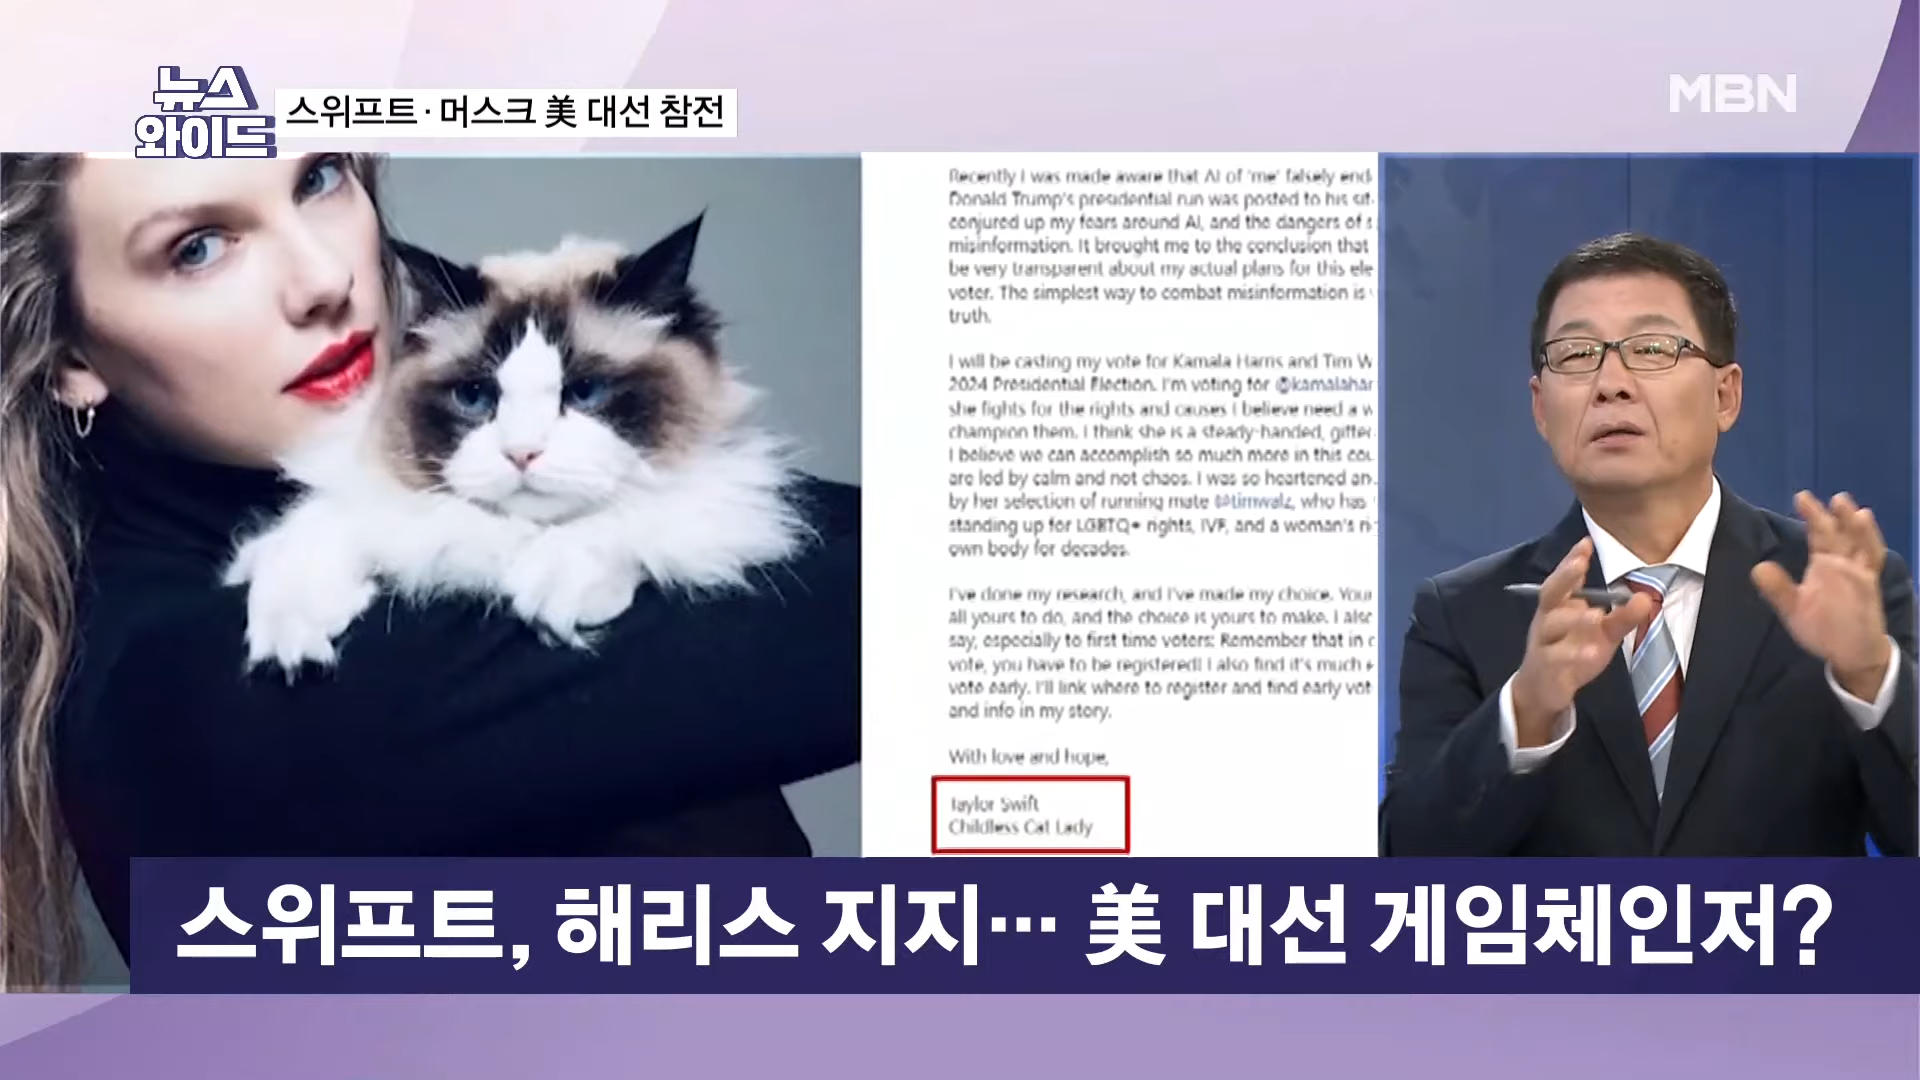 뉴스
와이드
스위프트·머스크 美 대선 참전
MBN
Recently I was made aware that AI of 'me' falsely end
Donald Trump's presidential run was posted to his sit
conjured up my fears around AI, and the dangers of s
misinformation. It brought me to the conclusion that
be very transparent about my actual plans for this ele
voter. The simplest way to combat misinformation is
truth.
I will be casting my vote for Kamala Harris and Tim W
2024 Presidential Election. I'm voting for @kamalahar
she fights for the rights and causes I believe need a w
champion them. I think she is a steady-handed, gifte
I believe we can accomplish so much more in this cou
are led by calm and not chaos. I was so heartened an
by her selection of running mate @timwalz, who has
standing up for LGBTQ+ rights, IVF, and a woman's ri
own body for decades.
I've done my research, and I've made my choice. Your
all yours to do, and the choice is yours to make. I also
say, especially to first time voters: Remember that in o
vote, you have to be registered! I also find it's much e
vote early. I'll link where to register and find early vot
and info in my story.
With love and hope,
Taylor Swift
Childless Cat Lady
스위프트, 해리스 지지… 美 대선 게임체인저?